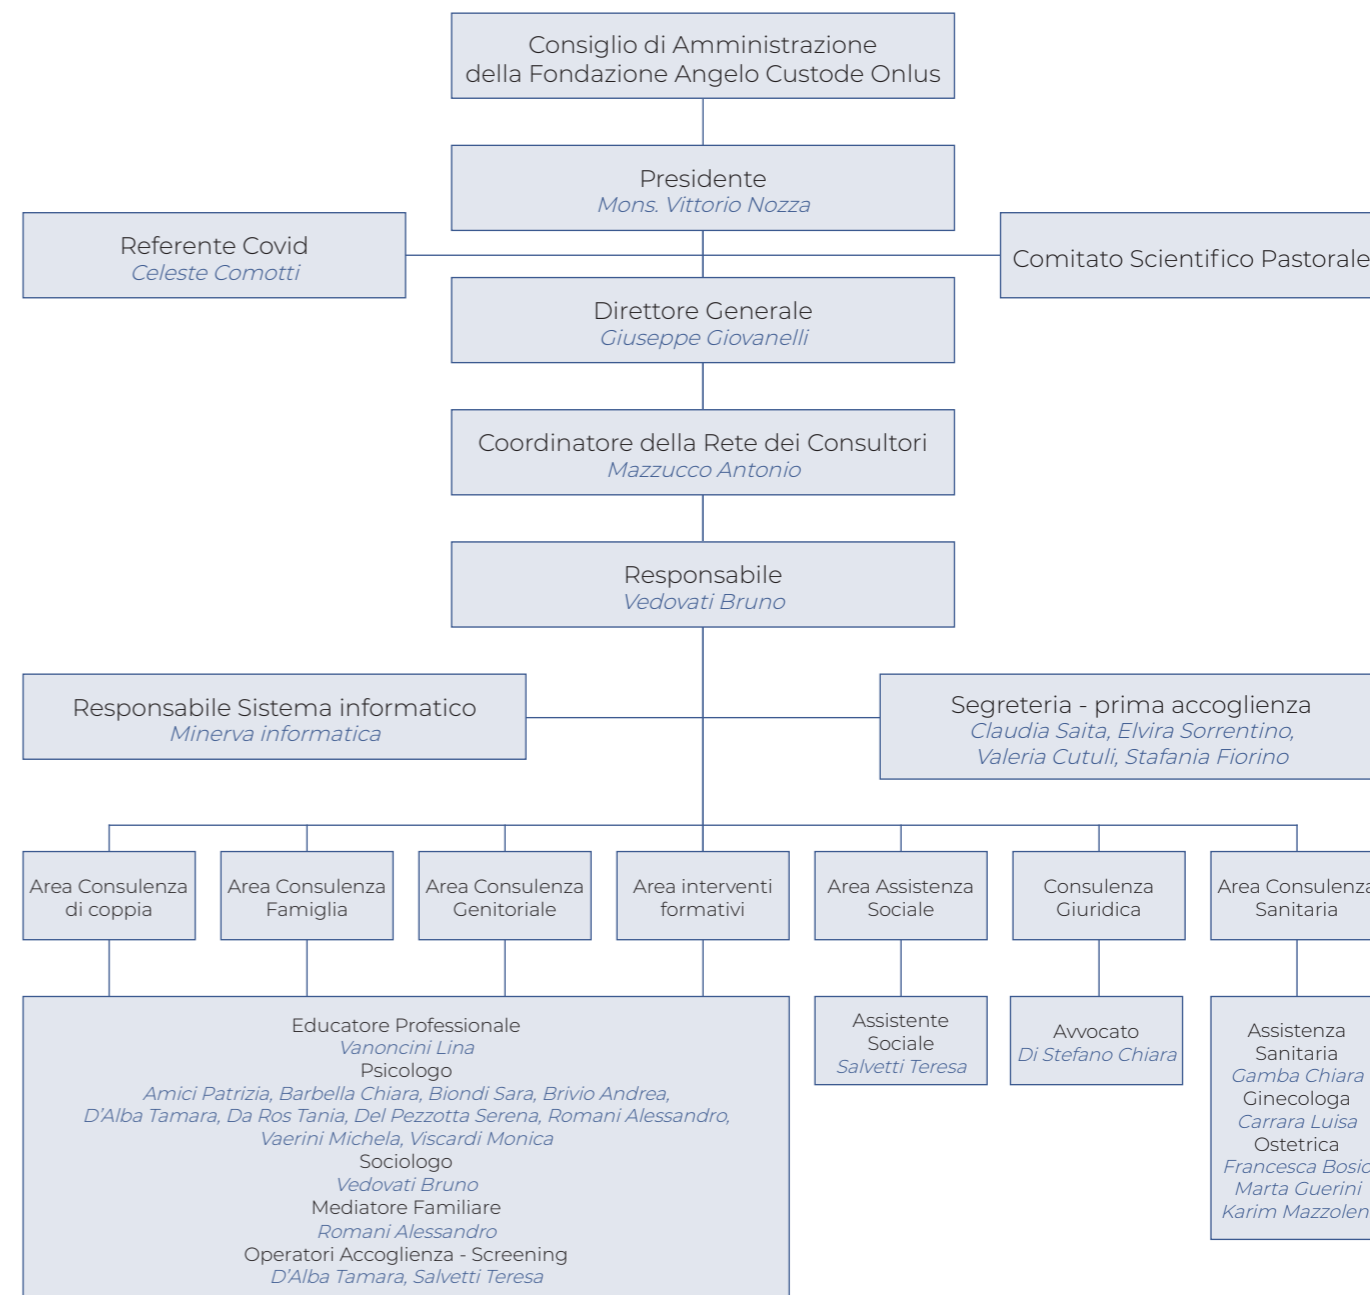 Consiglio di Amministrazione
della Fondazione Angelo Custode Onlus
Presidente
Mons. Vittorio Nozza
Referente Covid
Celeste Comotti
Comitato Scientifico Pastorale
Direttore Generale
Giuseppe Giovanelli
Coordinatore della Rete dei Consultori
Mazzucco Antonio
Responsabile
Vedovati Bruno
Responsabile Sistema informatico
Minerva informatica
Segreteria - prima accoglienza
Claudia Saita, Elvira Sorrentino,
Valeria Cutuli, Stafania Fiorino
Area Consulenza
di coppia
Area Consulenza
Famiglia
Area Consulenza
Genitoriale
Area interventi
formativi
Area Assistenza
Sociale
Consulenza
Giuridica
Area Consulenza
Sanitaria
Educatore Professionale
Vanoncini Lina
Psicologo
Amici Patrizia, Barbella Chiara, Biondi Sara, Brivio Andrea,
D'Alba Tamara, Da Ros Tania, Del Pezzotta Serena, Romani Alessandro,
Vaerini Michela, Viscardi Monica
Sociologo
Vedovati Bruno
Mediatore Familiare
Romani Alessandro
Operatori Accoglienza - Screening
D'Alba Tamara, Salvetti Teresa
Assistente
Sociale
Salvetti Teresa
Avvocato
Di Stefano Chiara
Assistenza
Sanitaria
Gamba Chiara
Ginecologa
Carrara Luisa
Ostetrica
Francesca Bosio
Marta Guerini
Karim Mazzolen